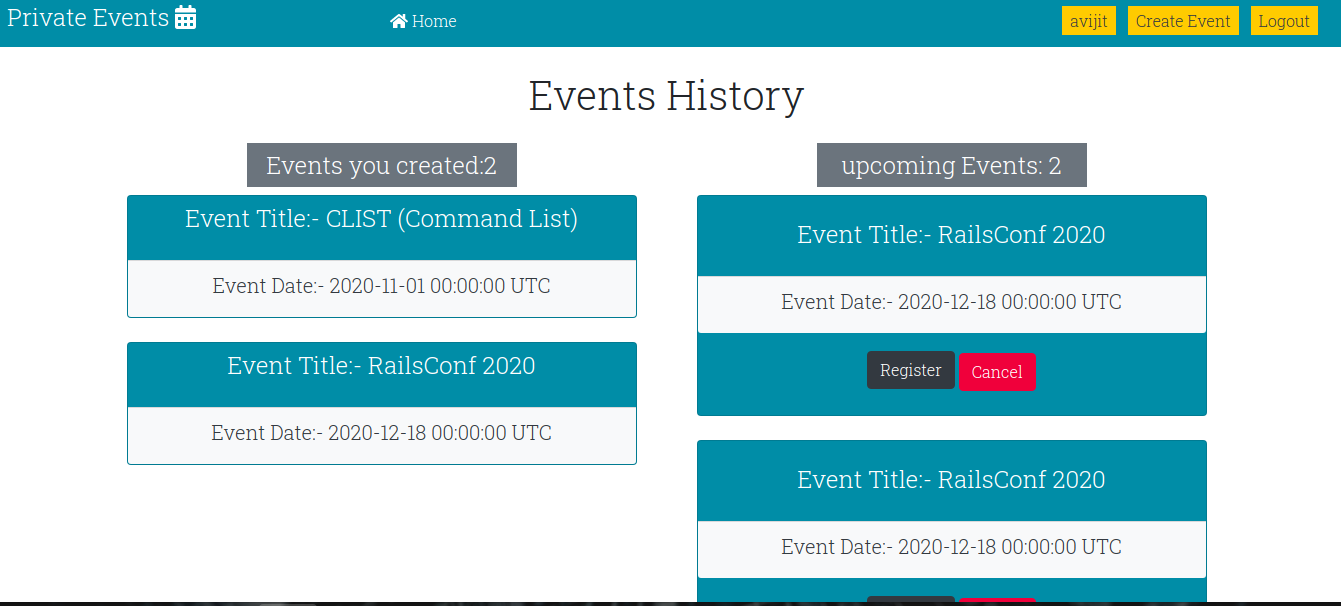 Private Events
Home
avijit
Create Event
Logout
Events History
Events you created:2
Event Title:- CLIST (Command List)
Event Date:- 2020-11-01 00:00:00 UTC
Event Title:- RailsConf 2020
Event Date:- 2020-12-18 00:00:00 UTC
upcoming Events: 2
Event Title:- RailsConf 2020
Event Date:- 2020-12-18 00:00:00 UTC
Register
Cancel
Event Title:- RailsConf 2020
Event Date:- 2020-12-18 00:00:00 UTC